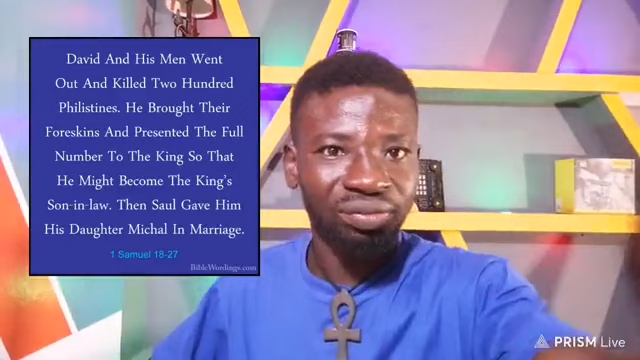 David And His Men Went
Out And Killed Two Hundred
Philistines. He Brought Their
Foreskins And Presented The Full
Number To The King So That
He Might Become The King's
Son-in-law. Then Saul Gave Him
His Daughter Michal In Marriage.
1 Samuel 18-27
BibleWordings.com
PRISM Live